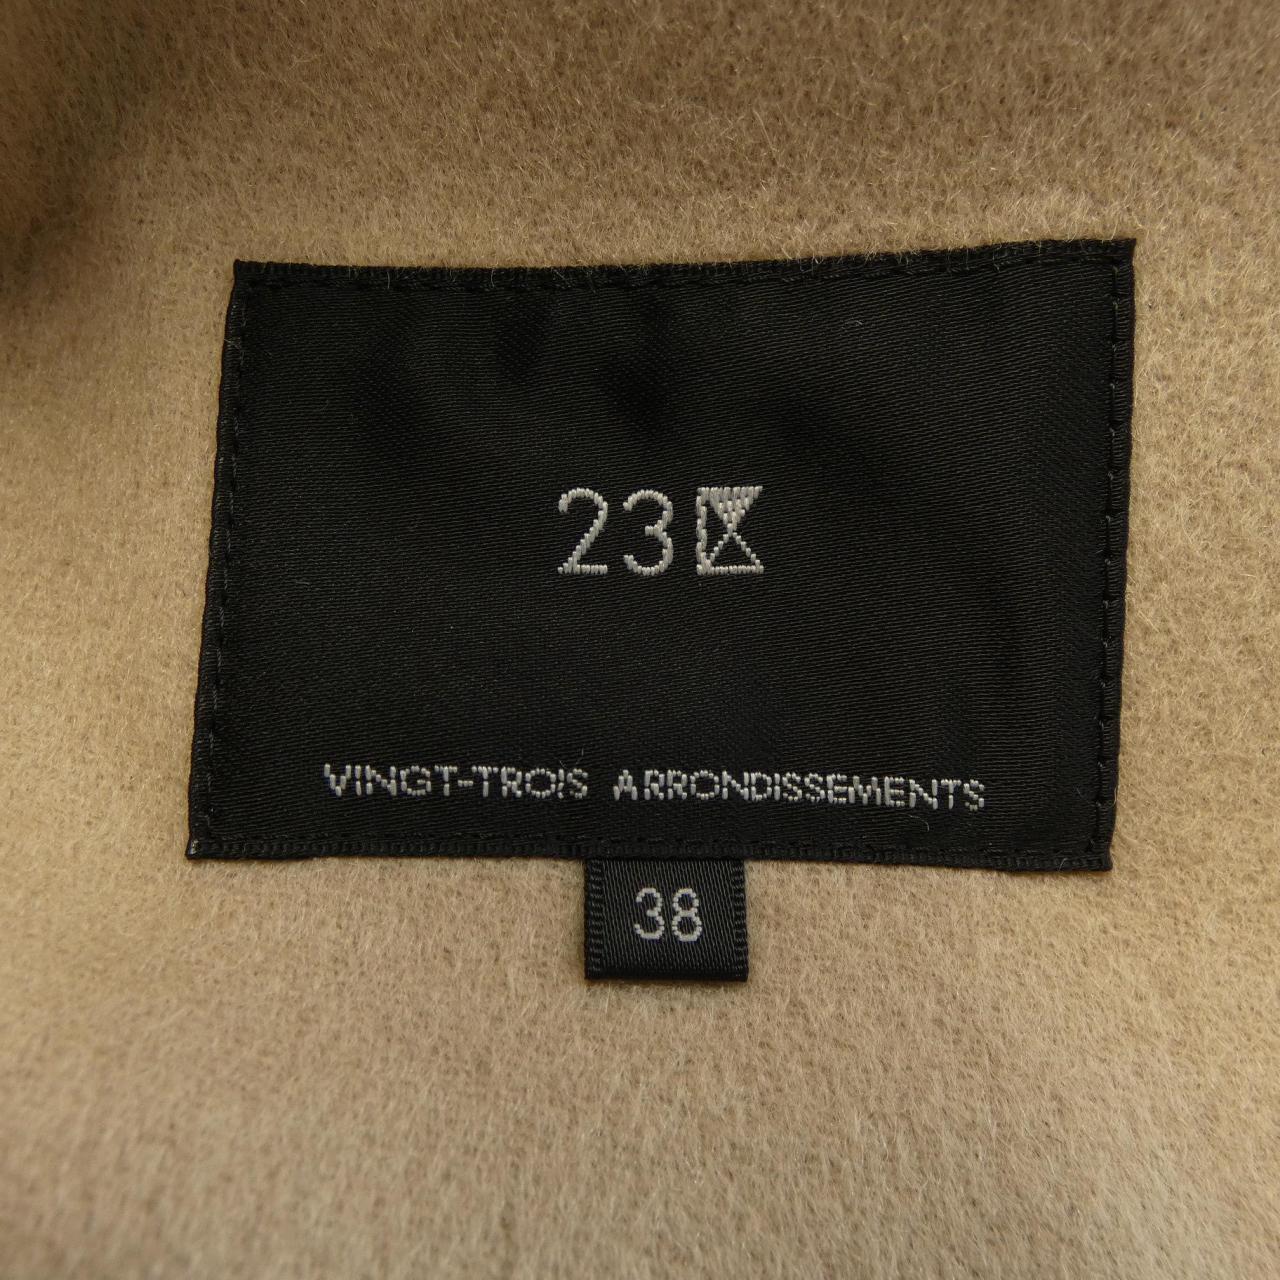 23区
VINGT-TROIS ARRONDISSEMENTS
38